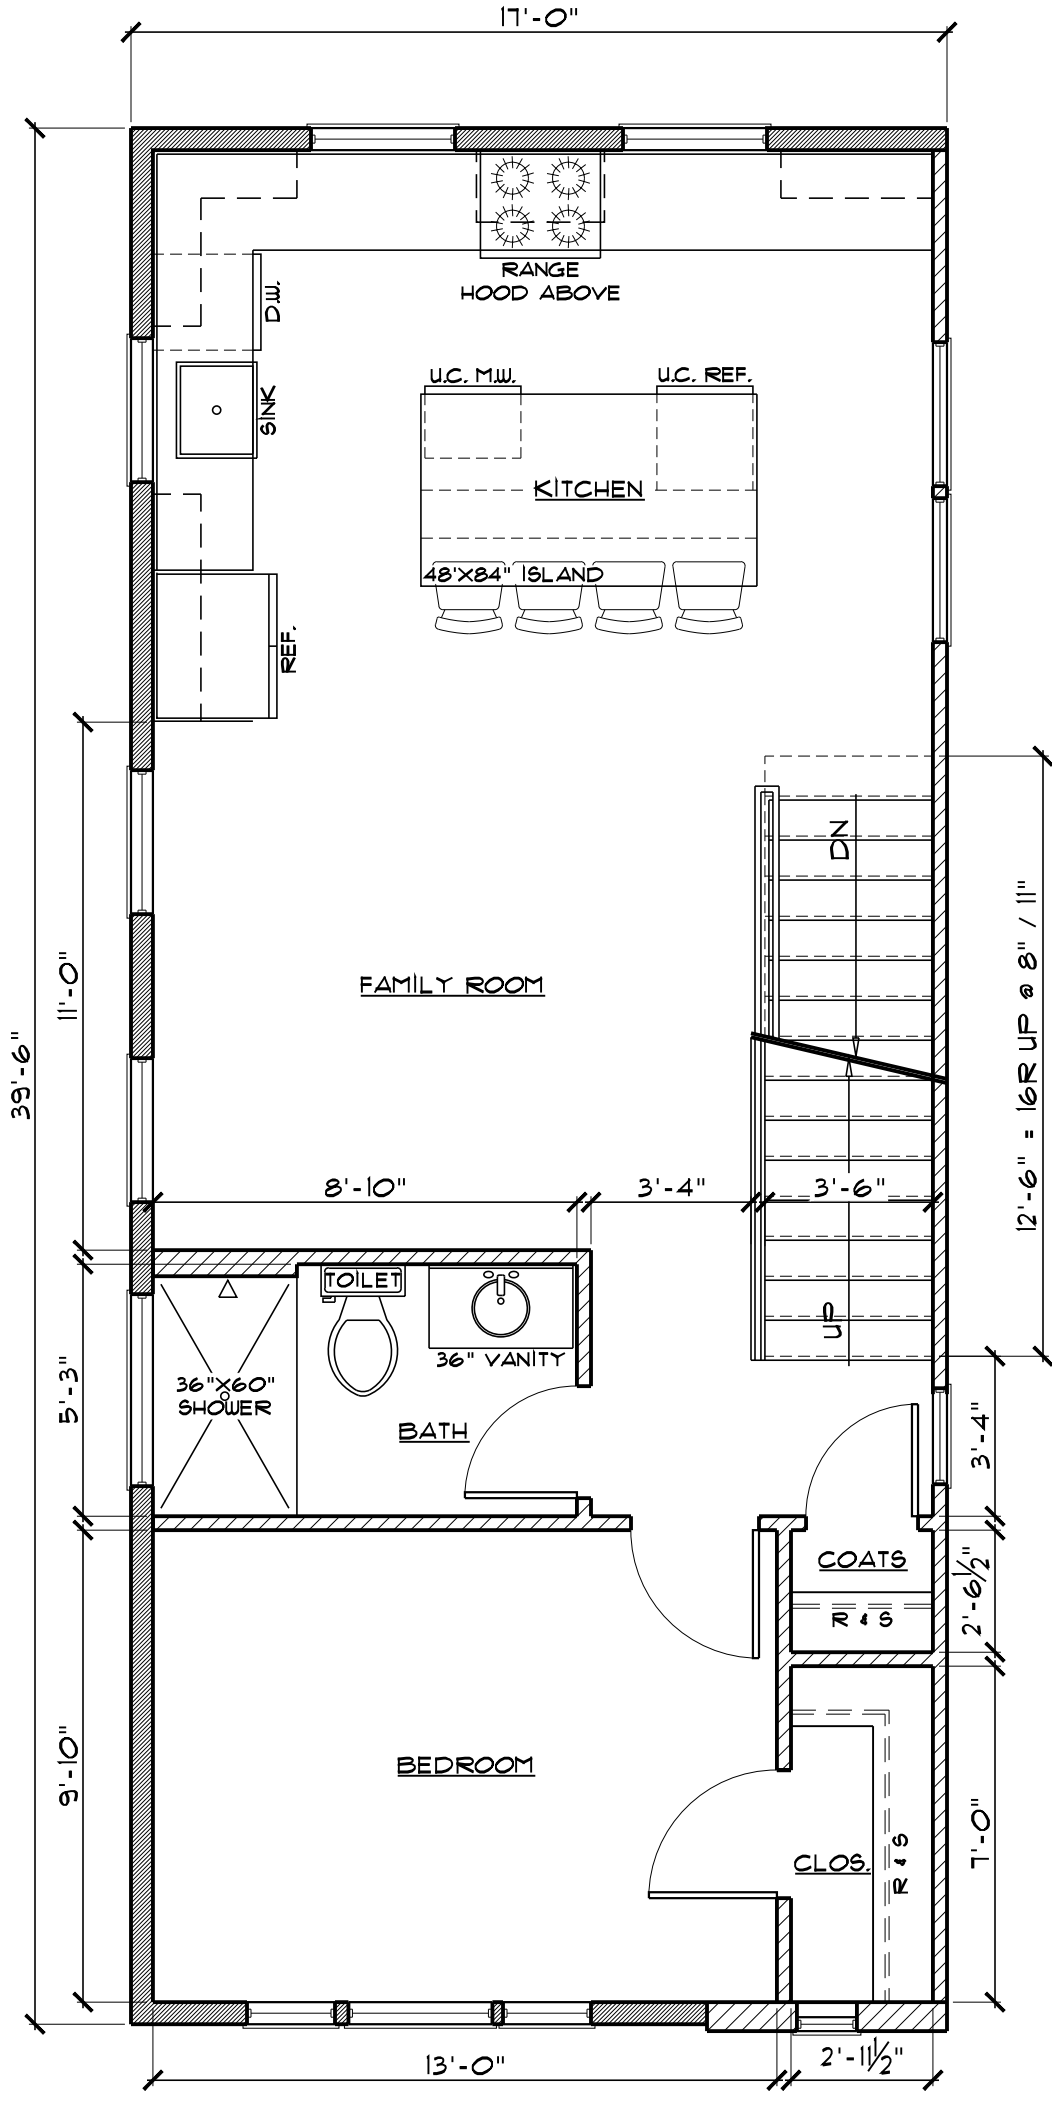 17'-0"
RANGE
HOOD ABOVE
D.W.
SINK
U.C. M.W.
U.C. REF.
KITCHEN
48'X84" ISLAND
REF.
DN
12'-6" = 16R UP @ 8" / 11"
FAMILY ROOM
11'-0"
39'-6"
8'-10"
3'-4"
3'-6"
TOILET
UP
36" VANITY
36"X60"
SHOWER
5'-3"
BATH
3'-4"
COATS
2'-6½"
R & S
BEDROOM
9'-10"
7'-0"
CLOS.
R & S
13'-0"
2'-11½"